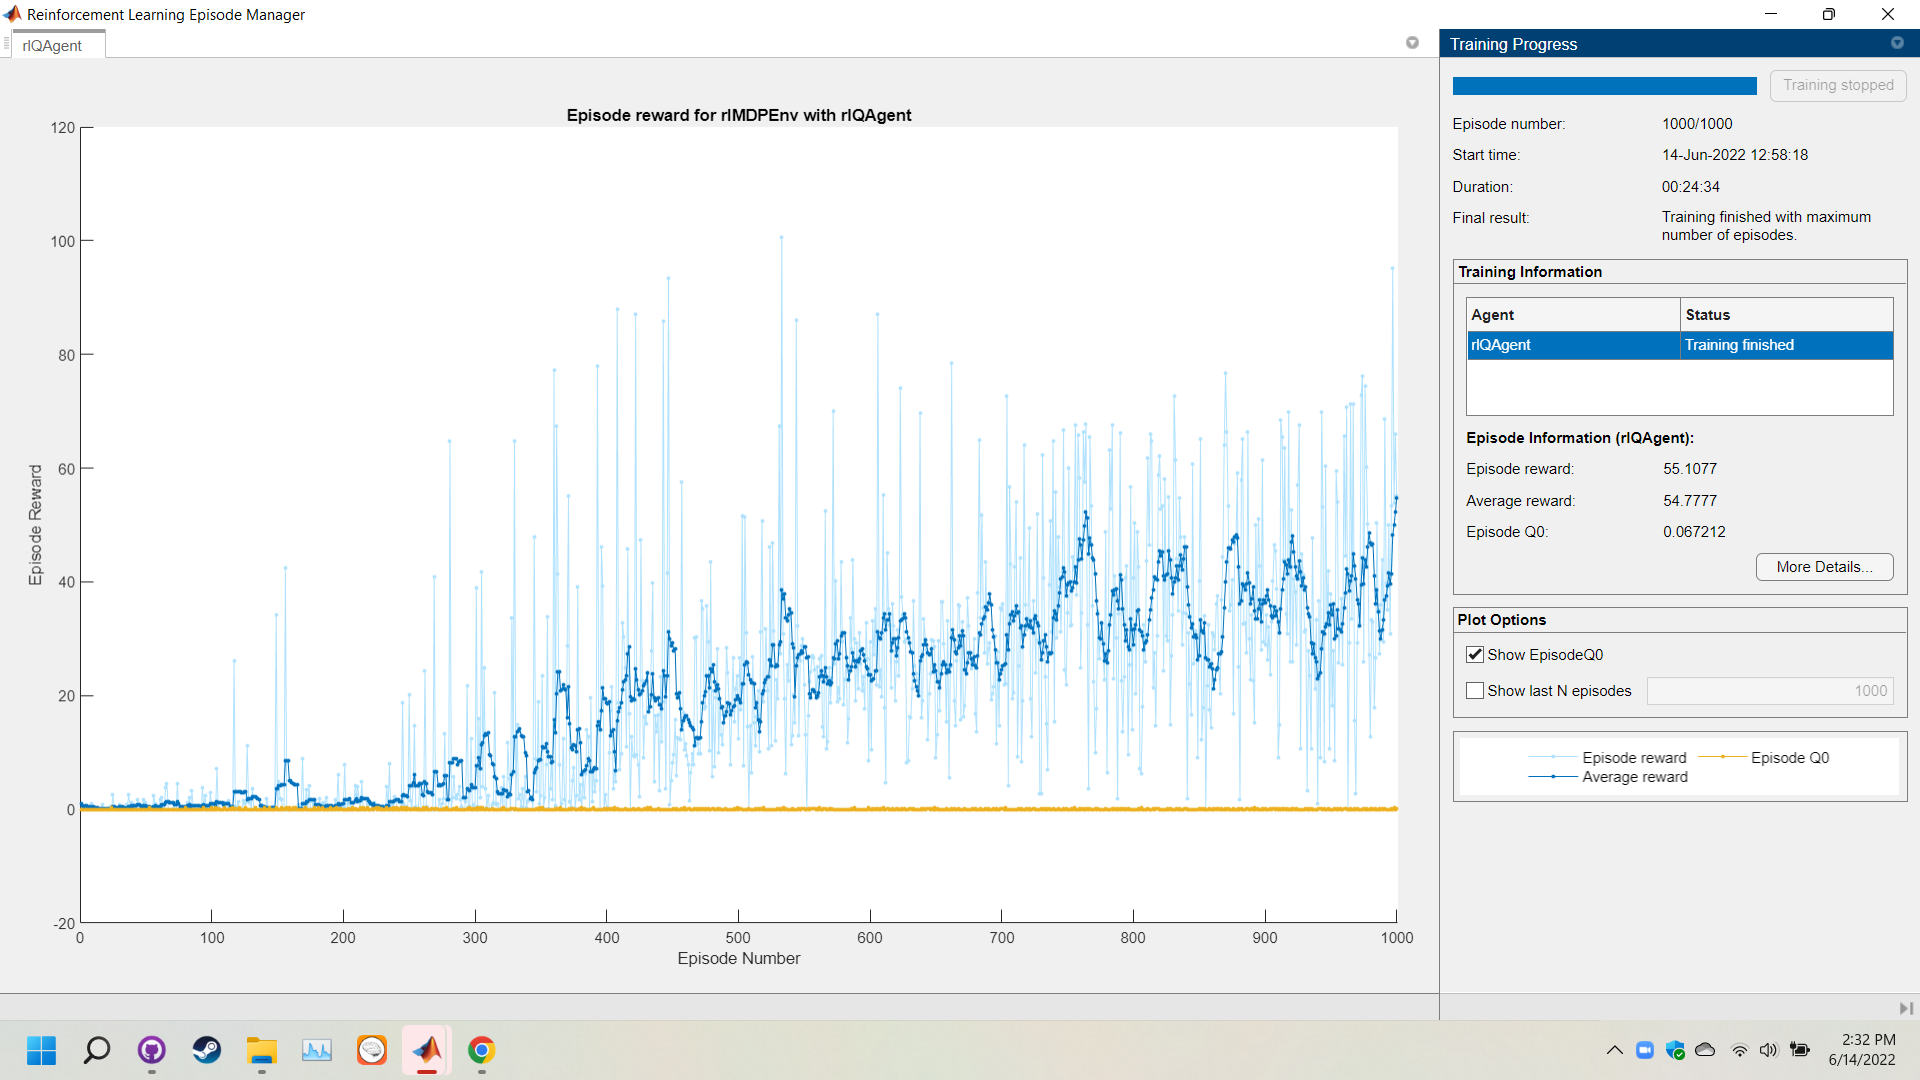 Reinforcement Learning Episode Manager
rlQAgent
Episode reward for rlMDPEnv with rlQAgent
120
100
80
60
40
20
0
-20
Episode Reward
0 100 200 300 400 500 600 700 800 900 1000
Episode Number
Training Progress
Training stopped
Episode number: 1000/1000
Start time: 14-Jun-2022 12:58:18
Duration: 00:24:34
Final result: Training finished with maximum
number of episodes.
Training Information
Agent Status
rlQAgent Training finished
Episode Information (rlQAgent):
Episode reward: 55.1077
Average reward: 54.7777
Episode Q0: 0.067212
More Details...
Plot Options
Show EpisodeQ0
Show last N episodes 1000
Episode reward Episode Q0
Average reward
2:32 PM
6/14/2022